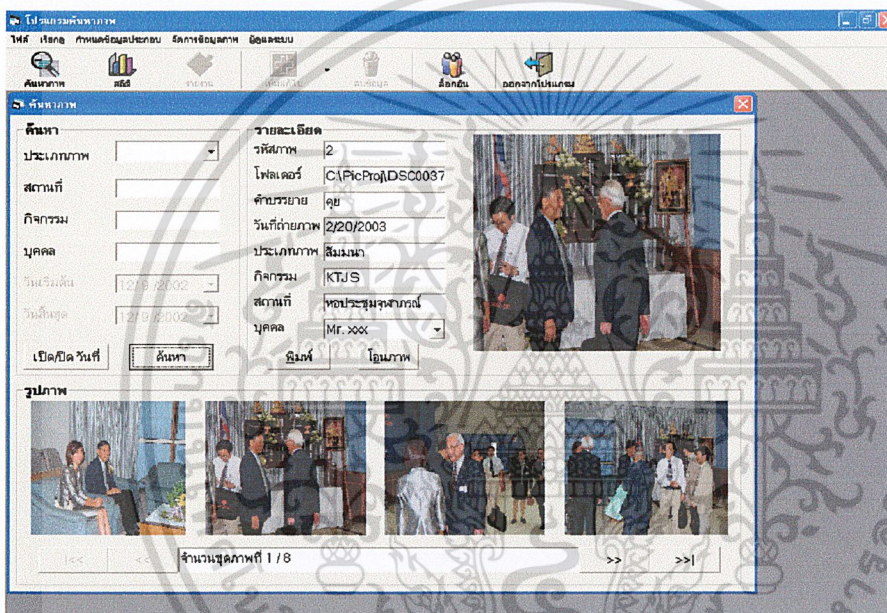 โปรแกรมค้นหาภาพ
ไฟล์ เรียกดู กำหนดข้อมูลประกอบ จัดการข้อมูลภาพ ผู้ดูแลระบบ
ค้นหาภาพ สถิติ รายงาน เพิ่ม/แก้ไข ลบข้อมูล ล็อกอิน ออกจากโปรแกรม
ค้นหาภาพ
ค้นหา
ประเภทภาพ
สถานที่
กิจกรรม
บุคคล
วันเริ่มต้น 12/ 9 /2002
วันสิ้นสุด 12/ 9 /2002
เปิด/ปิด วันที่ ค้นหา
รายละเอียด
รหัสภาพ 2
โฟลเดอร์ C:\PicProj\DSC0037
คำบรรยาย คุย
วันที่ถ่ายภาพ 2/20/2003
ประเภทภาพ สัมมนา
กิจกรรม KTJS
สถานที่ หอประชุมจุฬาภรณ์
บุคคล Mr. xxx
พิมพ์ โอนภาพ
รูปภาพ
|<< << จำนวนชุดภาพที่ 1 / 8 >> >>|